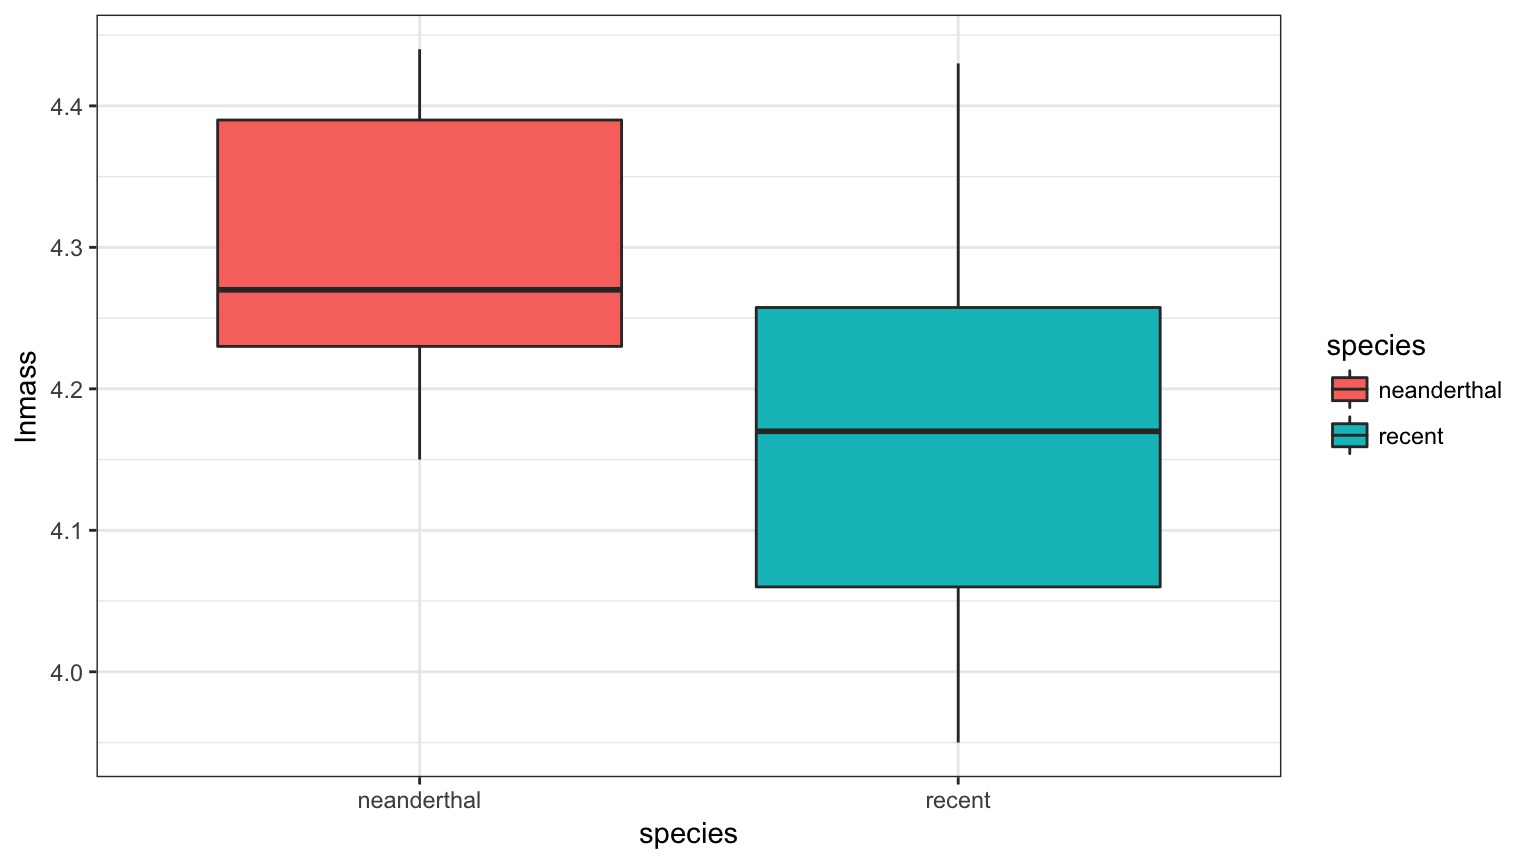 lnmass
4.4
4.3
4.2
4.1
4.0
neanderthal
recent
species
species
neanderthal
recent